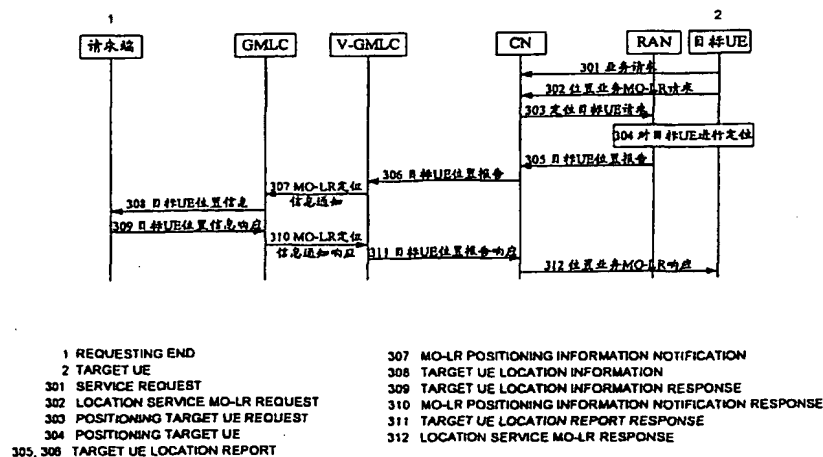 1
2
请求端
GMLC
V-GMLC
CN
RAN
目标UE
301 业务请求
302 位置业务MO-LR请求
303 定位目标UE请求
304 对目标UE进行定位
305 目标UE位置报告
306 目标UE位置报告
307 MO-LR定位
信息通知
308 目标UE位置信息
309 目标UE位置信息响应
310 MO-LR定位
信息通知响应
311 目标UE位置报告响应
312 位置业务MO-LR响应
1 REQUESTING END
2 TARGET UE
301 SERVICE REQUEST
302 LOCATION SERVICE MO-LR REQUEST
303 POSITIONING TARGET UE REQUEST
304 POSITIONING TARGET UE
305, 306 TARGET UE LOCATION REPORT
307 MO-LR POSITIONING INFORMATION NOTIFICATION
308 TARGET UE LOCATION INFORMATION
309 TARGET UE LOCATION INFORMATION RESPONSE
310 MO-LR POSITIONING INFORMATION NOTIFICATION RESPONSE
311 TARGET UE LOCATION REPORT RESPONSE
312 LOCATION SERVICE MO-LR RESPONSE